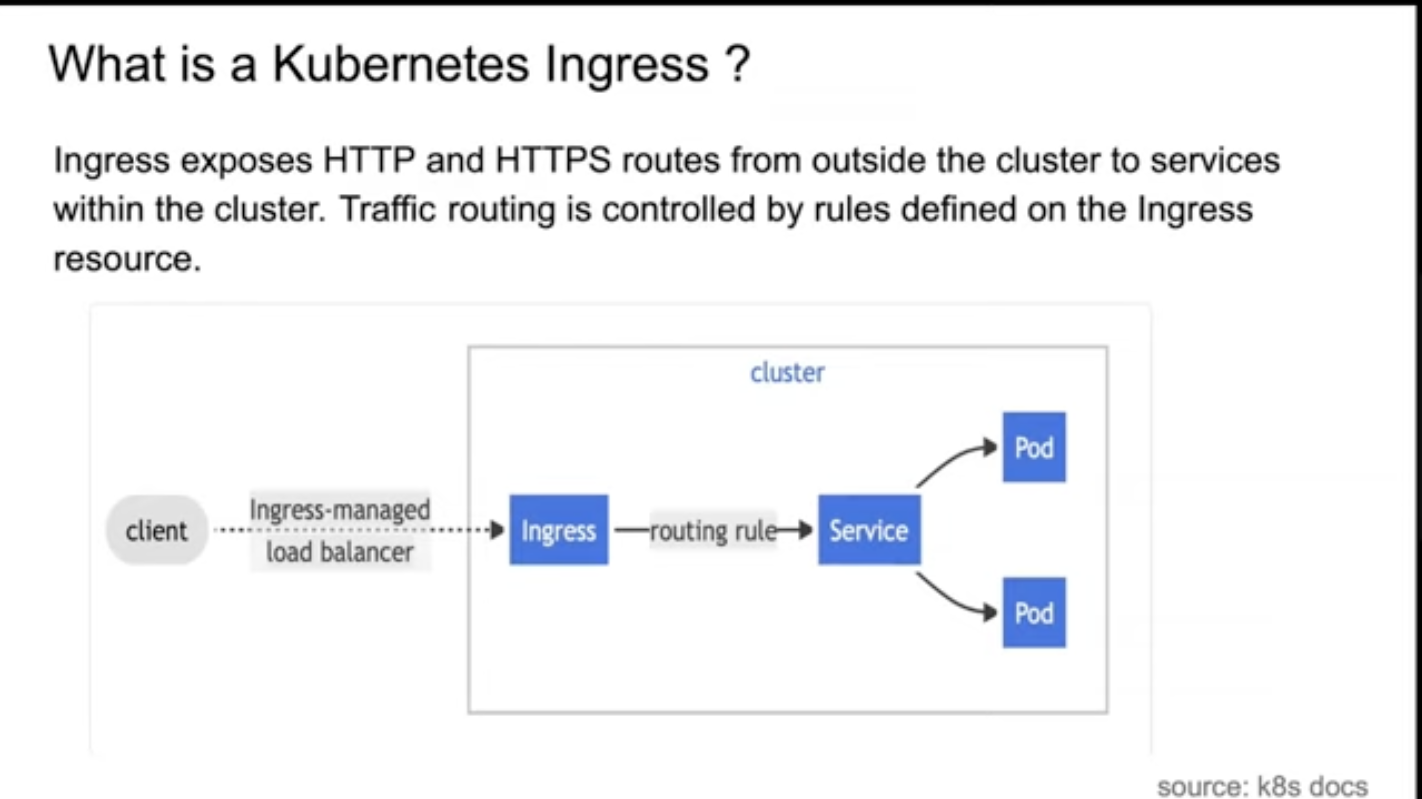 What is a Kubernetes Ingress ?
Ingress exposes HTTP and HTTPS routes from outside the cluster to services
within the cluster. Traffic routing is controlled by rules defined on the Ingress
resource.
cluster
Pod
client
Ingress-managed
load balancer
Ingress
routing rule
Service
Pod
source: k8s docs